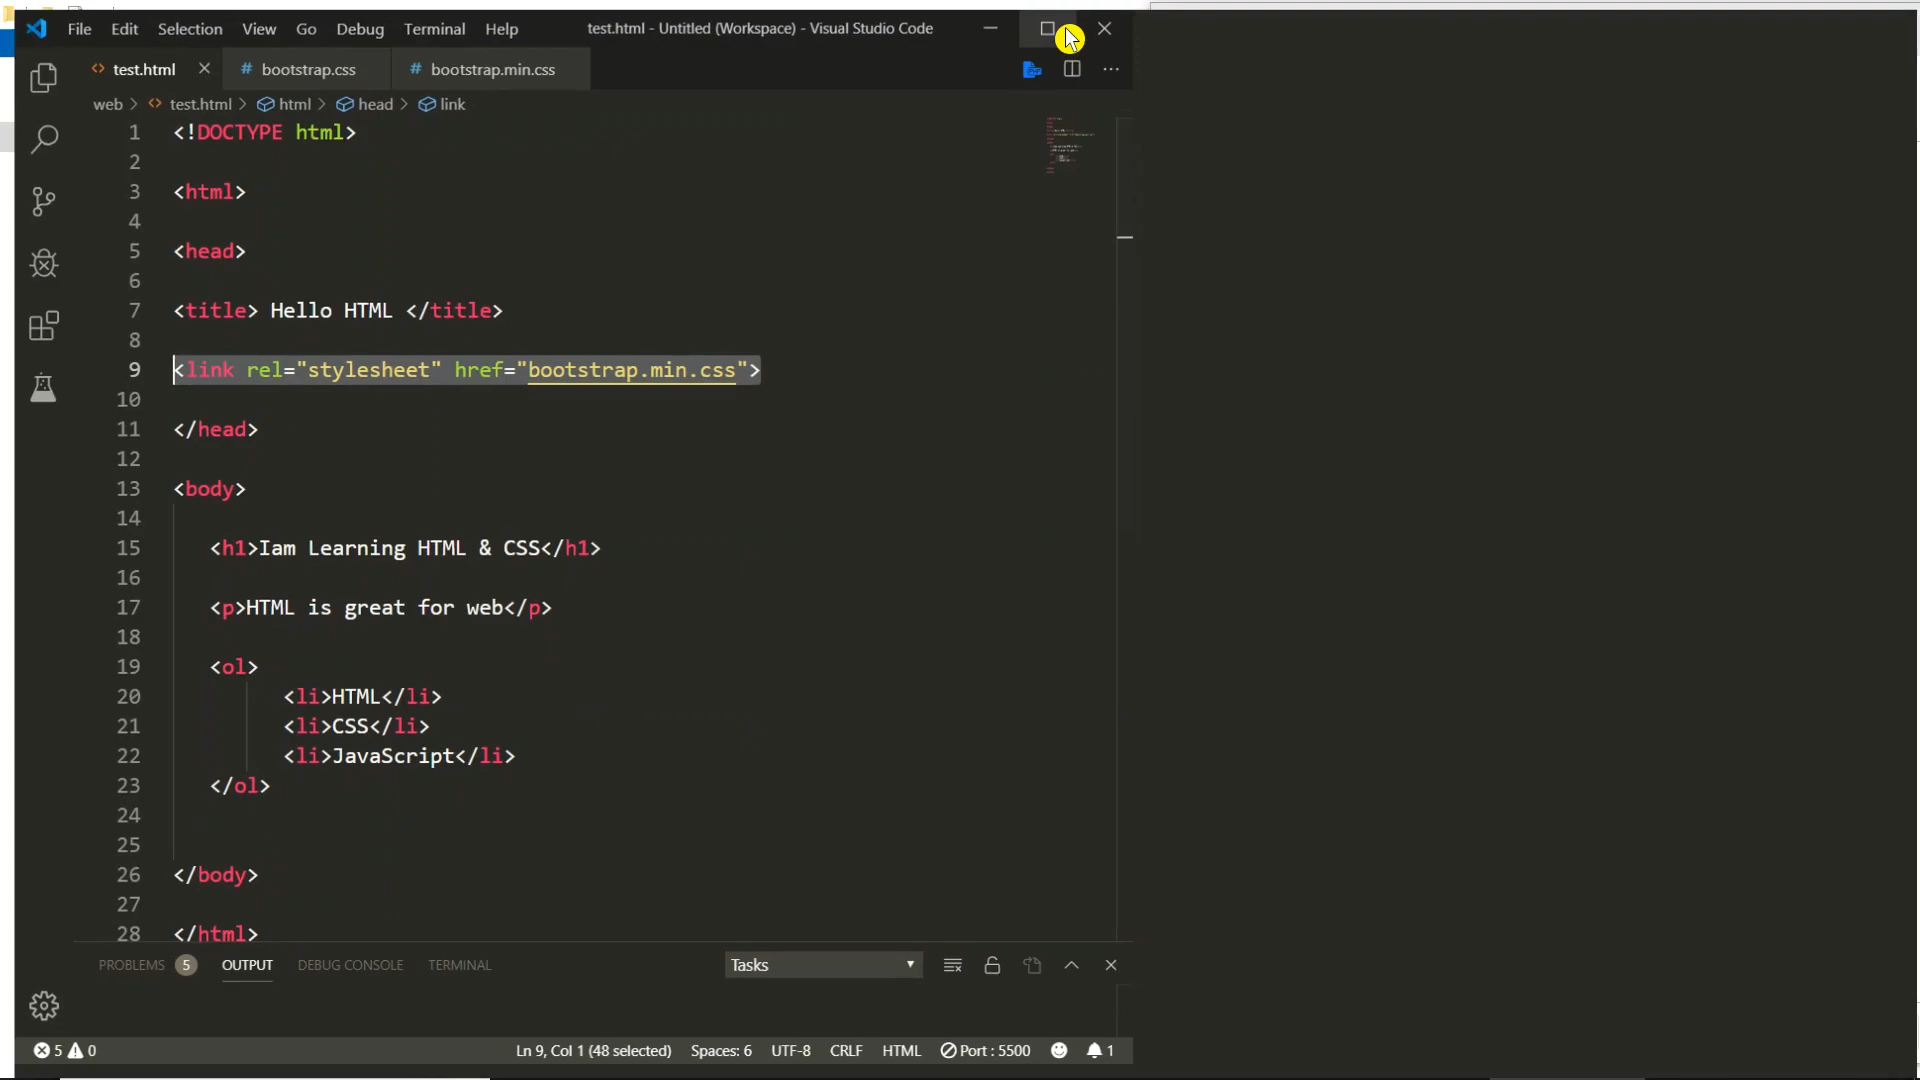 File Edit Selection View Go Debug Terminal Help test.html - Untitled (Workspace) - Visual Studio Code
<> test.html # bootstrap.css # bootstrap.min.css
web > <> test.html > html > head > link
1 <!DOCTYPE html>
2
3 <html>
4
5 <head>
6
7 <title> Hello HTML </title>
8
9 <link rel="stylesheet" href="bootstrap.min.css">
10
11 </head>
12
13 <body>
14
15 <h1>Iam Learning HTML & CSS</h1>
16
17 <p>HTML is great for web</p>
18
19 <ol>
20 <li>HTML</li>
21 <li>CSS</li>
22 <li>JavaScript</li>
23 </ol>
24
25
26 </body>
27
28 </html>
PROBLEMS 5 OUTPUT DEBUG CONSOLE TERMINAL Tasks
5 0 Ln 9, Col 1 (48 selected) Spaces: 6 UTF-8 CRLF HTML Port : 5500 1